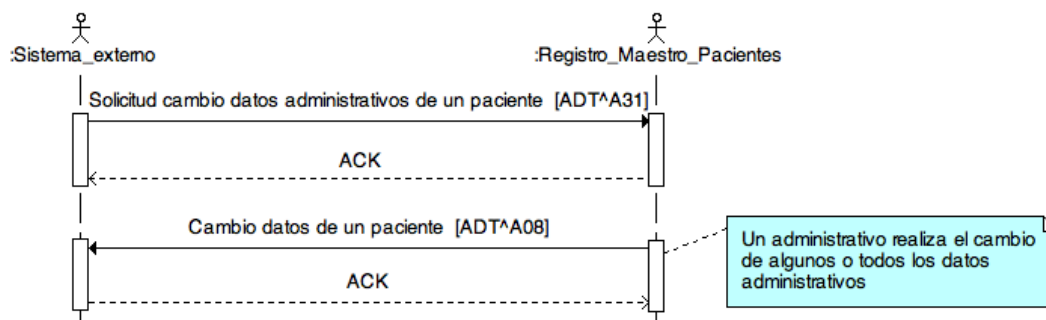 :Sistema_externo
:Registro_Maestro_Pacientes
Solicitud cambio datos administrativos de un paciente [ADT^A31]
ACK
Cambio datos de un paciente [ADT^A08]
ACK
Un administrativo realiza el cambio
de algunos o todos los datos
administrativos